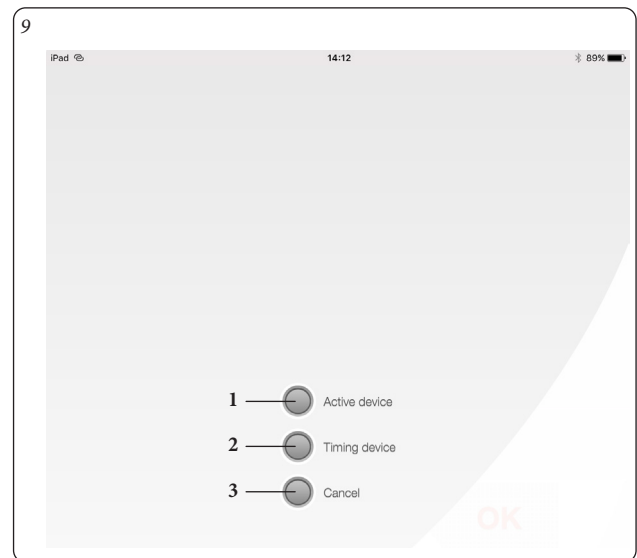 9
iPad 14:12 89%
1 Active device
2 Timing device
3 Cancel
OK